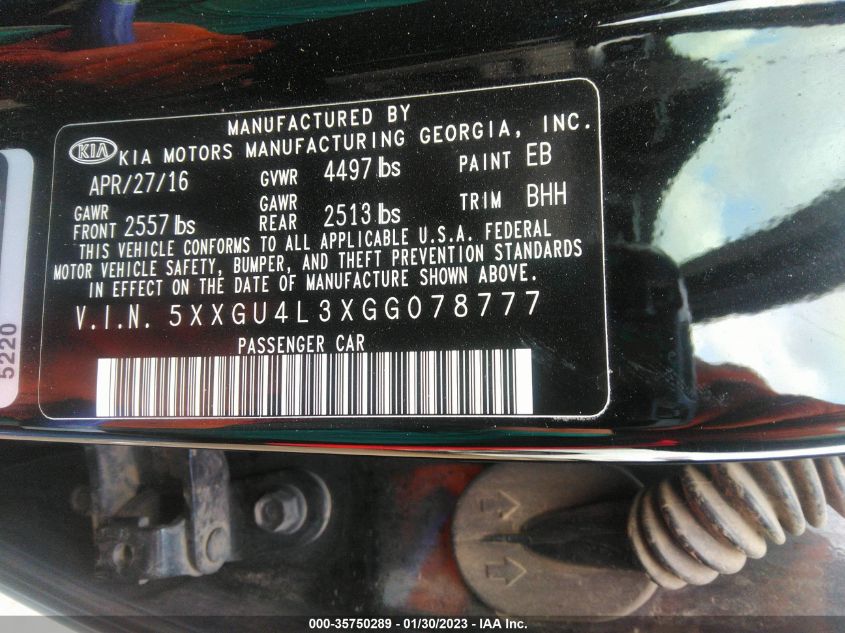 MANUFACTURED BY
KIA KIA MOTORS MANUFACTURING GEORGIA, INC.
APR/27/16 GVWR 4497 lbs PAINT EB
GAWR FRONT 2557 lbs GAWR REAR 2513 lbs TRIM BHH
THIS VEHICLE CONFORMS TO ALL APPLICABLE U.S.A. FEDERAL
MOTOR VEHICLE SAFETY, BUMPER, AND THEFT PREVENTION STANDARDS
IN EFFECT ON THE DATE OF MANUFACTURE SHOWN ABOVE.
V.I.N. 5XXGU4L3XGG078777
PASSENGER CAR
5220
000-35750289 - 01/30/2023 - IAA Inc.